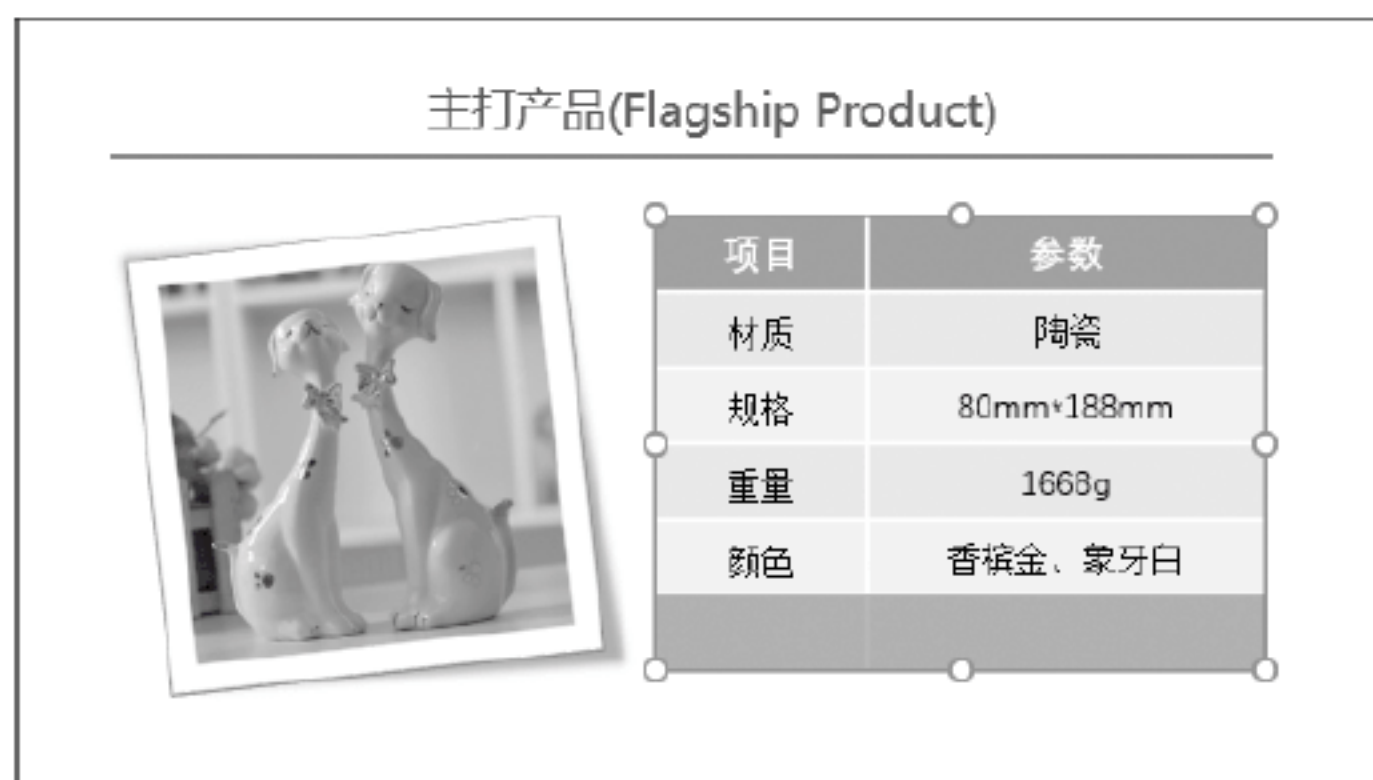 主打产品(Flagship Product)
项目 参数
材质 陶瓷
规格 80mm*188mm
重量 1668g
颜色 香槟金、象牙白